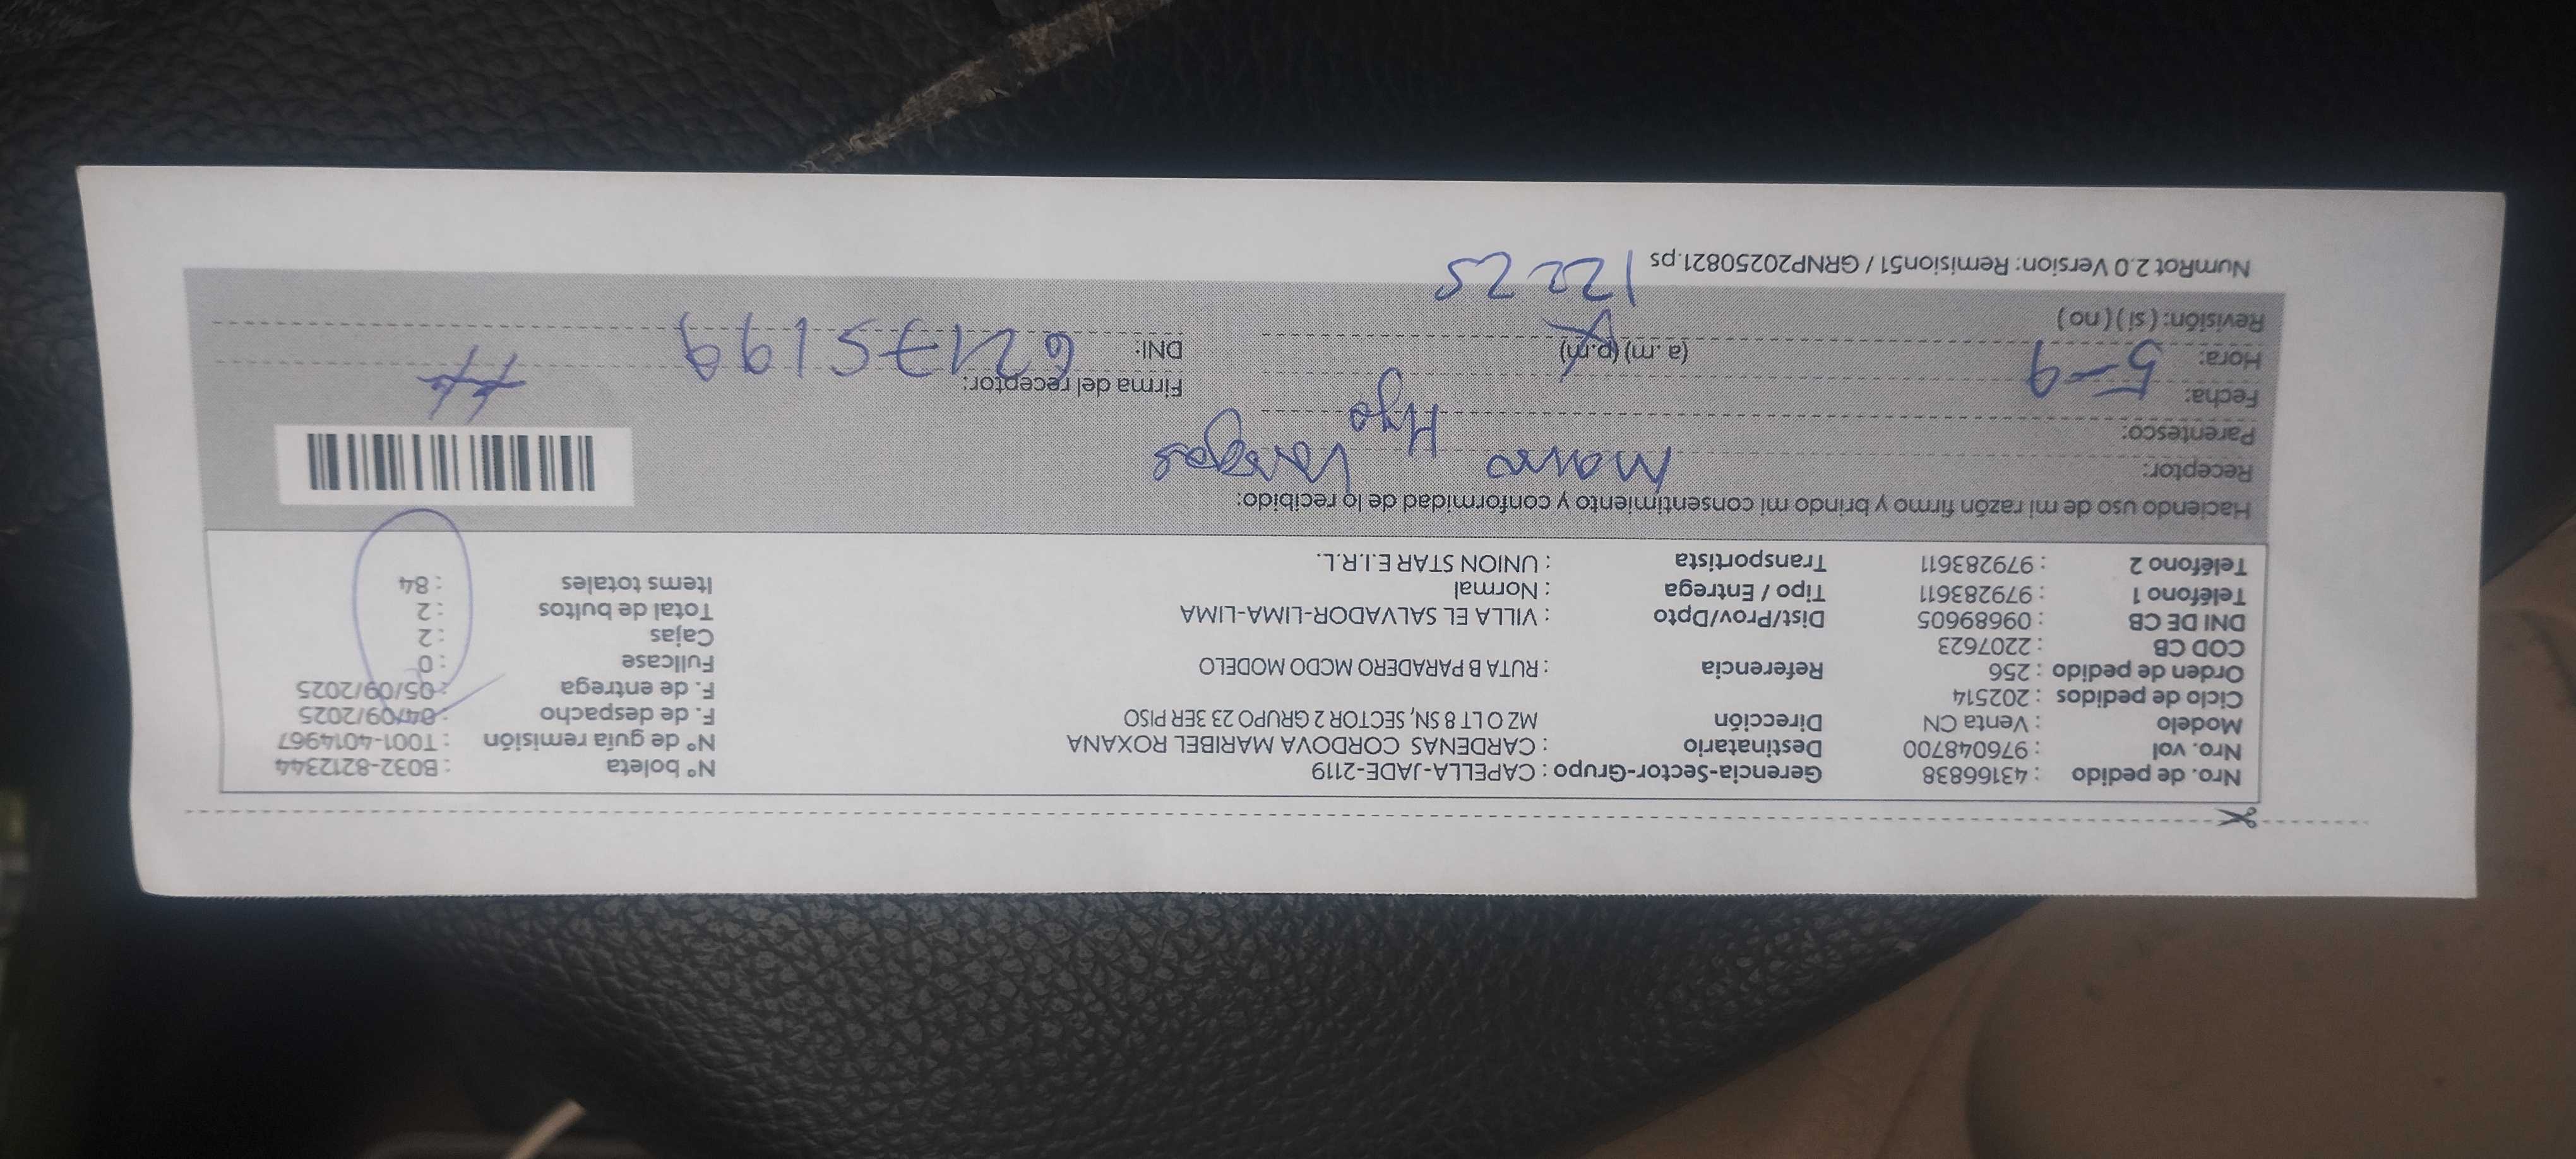 Nro. de pedido : 43166838 Gerencia-Sector-Grupo : CAPELLA-JADE-2119 N° boleta : B032-8212344
Nro. vol : 976048700 Destinatario : CARDENAS CORDOVA MARIBEL ROXANA N° de guía remisión : T001-4014967
Modelo : Venta CN Dirección MZ O LT 8 SN, SECTOR 2 GRUPO 23 3ER PISO F. de despacho : 04/09/2025
Ciclo de pedidos : 202514 F. de entrega : 05/09/2025
Orden de pedido : 256 Referencia : RUTA B PARADERO MCDO MODELO Fullcase : 0
COD CB : 2207623 Cajas : 2
DNI DE CB : 09689605 Dist/Prov/Dpto : VILLA EL SALVADOR-LIMA-LIMA Total de bultos : 2
Teléfono 1 : 979283611 Tipo / Entrega : Normal Items totales : 84
Teléfono 2 : 979283611 Transportista : UNION STAR E.I.R.L.
Haciendo uso de mi razón firmo y brindo mi consentimiento y conformidad de lo recibido:
Receptor: Vargas
Parentesco: Hijo
Fecha: 5-9 Firma del receptor:
Hora: (a.m) (p.m) DNI: 62175199
Revisión: (si) (no)
NumRot 2.0 Version: Remision51 / GRNP20250821.ps